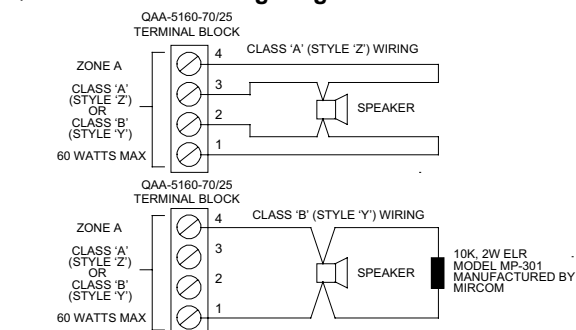 QAA-5160-70/25
TERMINAL BLOCK
CLASS 'A' (STYLE 'Z') WIRING
ZONE A
CLASS 'A'
(STYLE 'Z')
OR
CLASS 'B'
(STYLE 'Y')
60 WATTS MAX
4
3
2
1
SPEAKER
QAA-5160-70/25
TERMINAL BLOCK
CLASS 'B' (STYLE 'Y') WIRING
ZONE A
CLASS 'A'
(STYLE 'Z')
OR
CLASS 'B'
(STYLE 'Y')
60 WATTS MAX
4
3
2
1
SPEAKER
10K, 2W ELR
MODEL MP-301
MANUFACTURED BY
MIRCOM